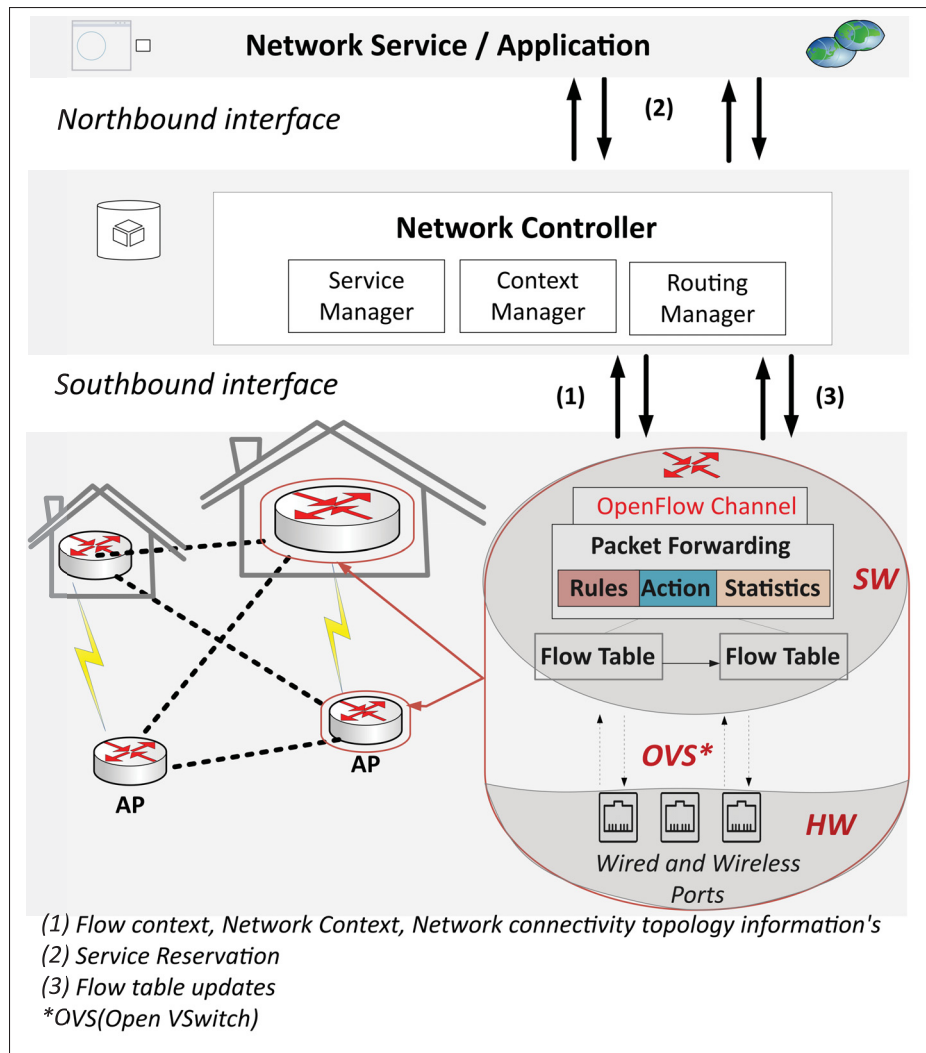 Network Service / Application
Northbound interface
(2)
Network Controller
Service
Manager
Context
Manager
Routing
Manager
Southbound interface
(1)
(3)
OpenFlow Channel
Packet Forwarding
SW
Rules Action Statistics
Flow Table Flow Table
OVS*
AP
AP
HW
Wired and Wireless
Ports
(1) Flow context, Network Context, Network connectivity topology information's
(2) Service Reservation
(3) Flow table updates
*OVS(Open VSwitch)